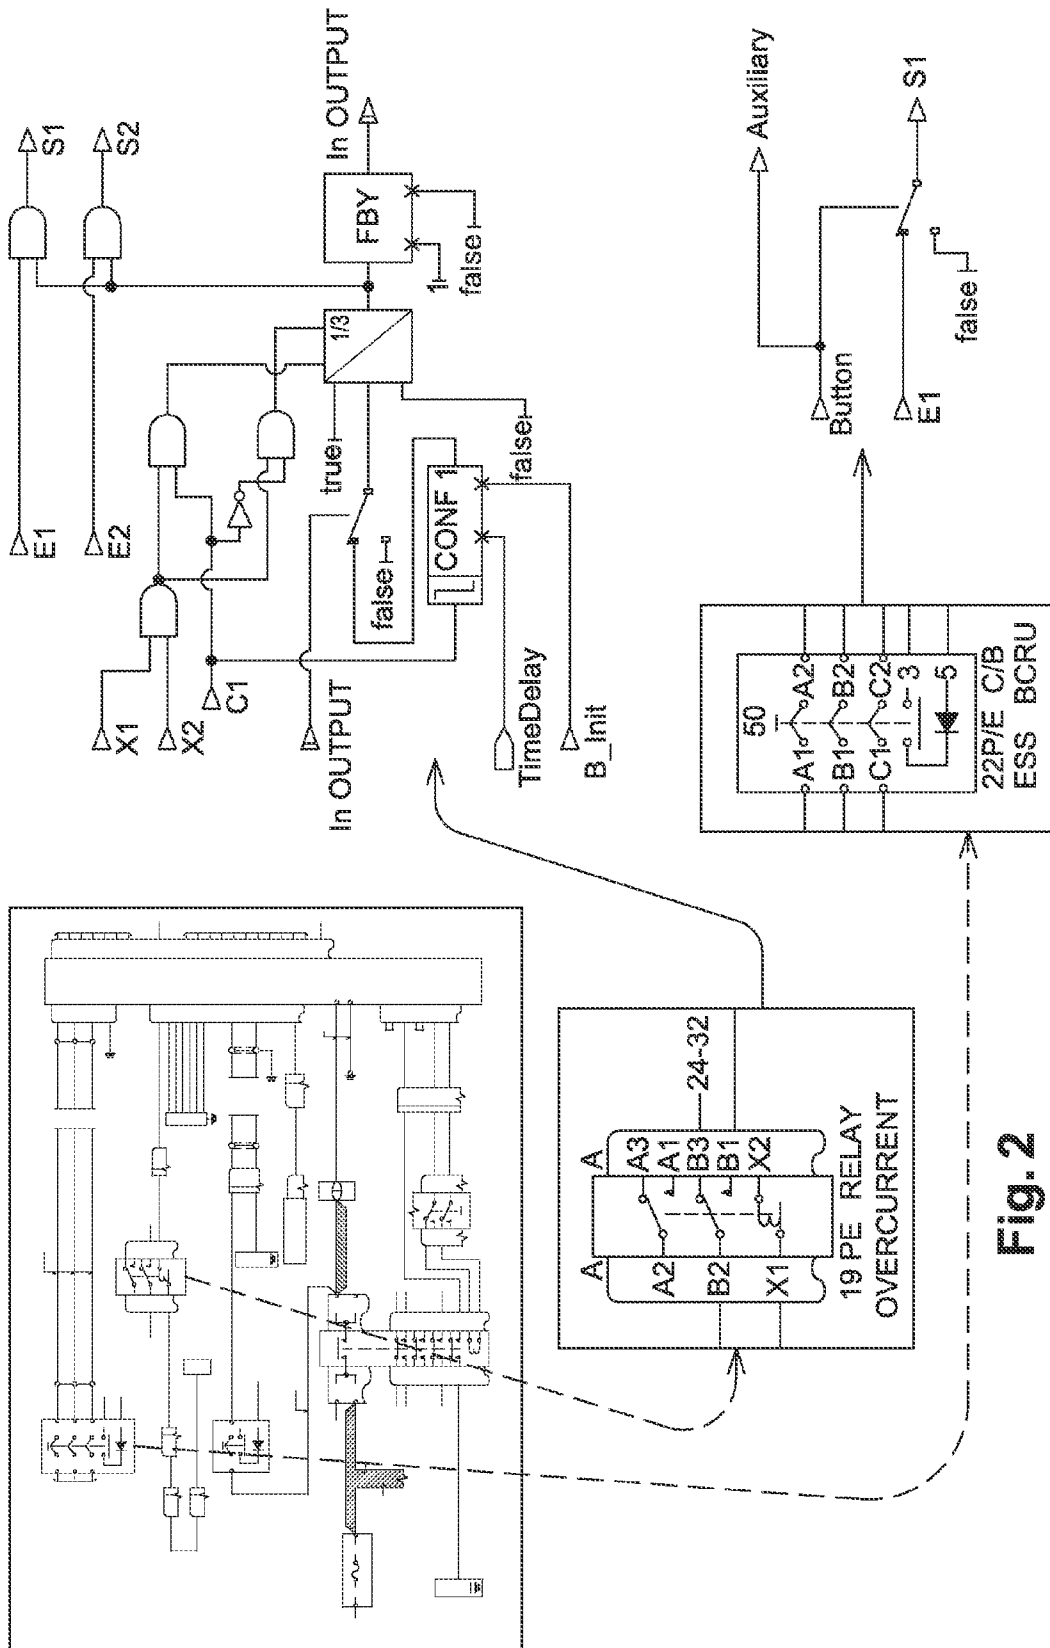 S1
S2
E1
E2
X1
X2
C1
In OUTPUT
TimeDelay
B_Init
true
false
CONF 1
false
1/3
FBY
1
false
In OUTPUT
A
A
A2
A3
A1
B2
B3
B1
X1
X2
24-32
19 PE RELAY
OVERCURRENT
50
A1
A2
B1
B2
C1
C2
3
5
22P/E C/B
ESS BCRU
Button
Auxiliary
E1
false
S1
Fig. 2